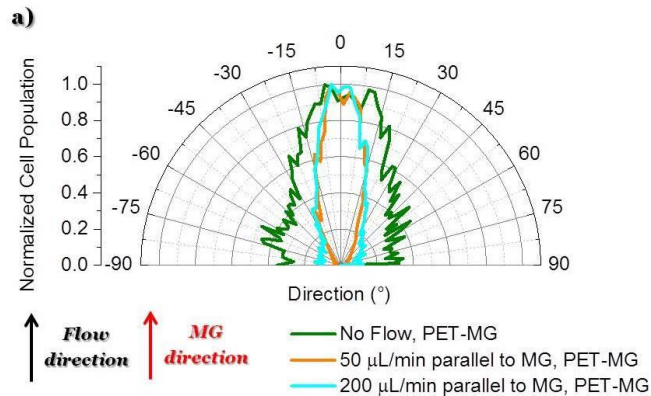 a)
0
-15
15
-30
30
-45
45
-60
60
-75
75
-90
90
Normalized Cell Population
1.0
0.8
0.6
0.4
0.2
0.0
Direction (°)
Flow
direction
MG
direction
No Flow, PET-MG
50 μL/min parallel to MG, PET-MG
200 μL/min parallel to MG, PET-MG